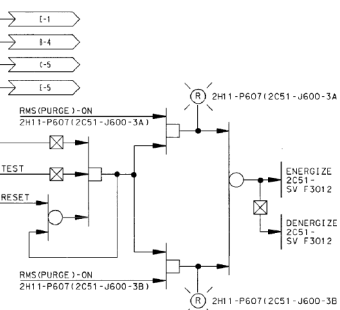 E-1
B-4
E-5
E-5
R 2H11-P607(2C51-J600-3A
RMS(PURGE)-ON
2H11-P607(2C51-J600-3A)
TEST
RESET
ENERGIZE
2C51-
SV F3012
DENERGIZE
2C51-
SV F3012
RMS(PURGE)-ON
2H11-P607(2C51-J600-3B)
R 2H11-P607(2C51-J600-3B